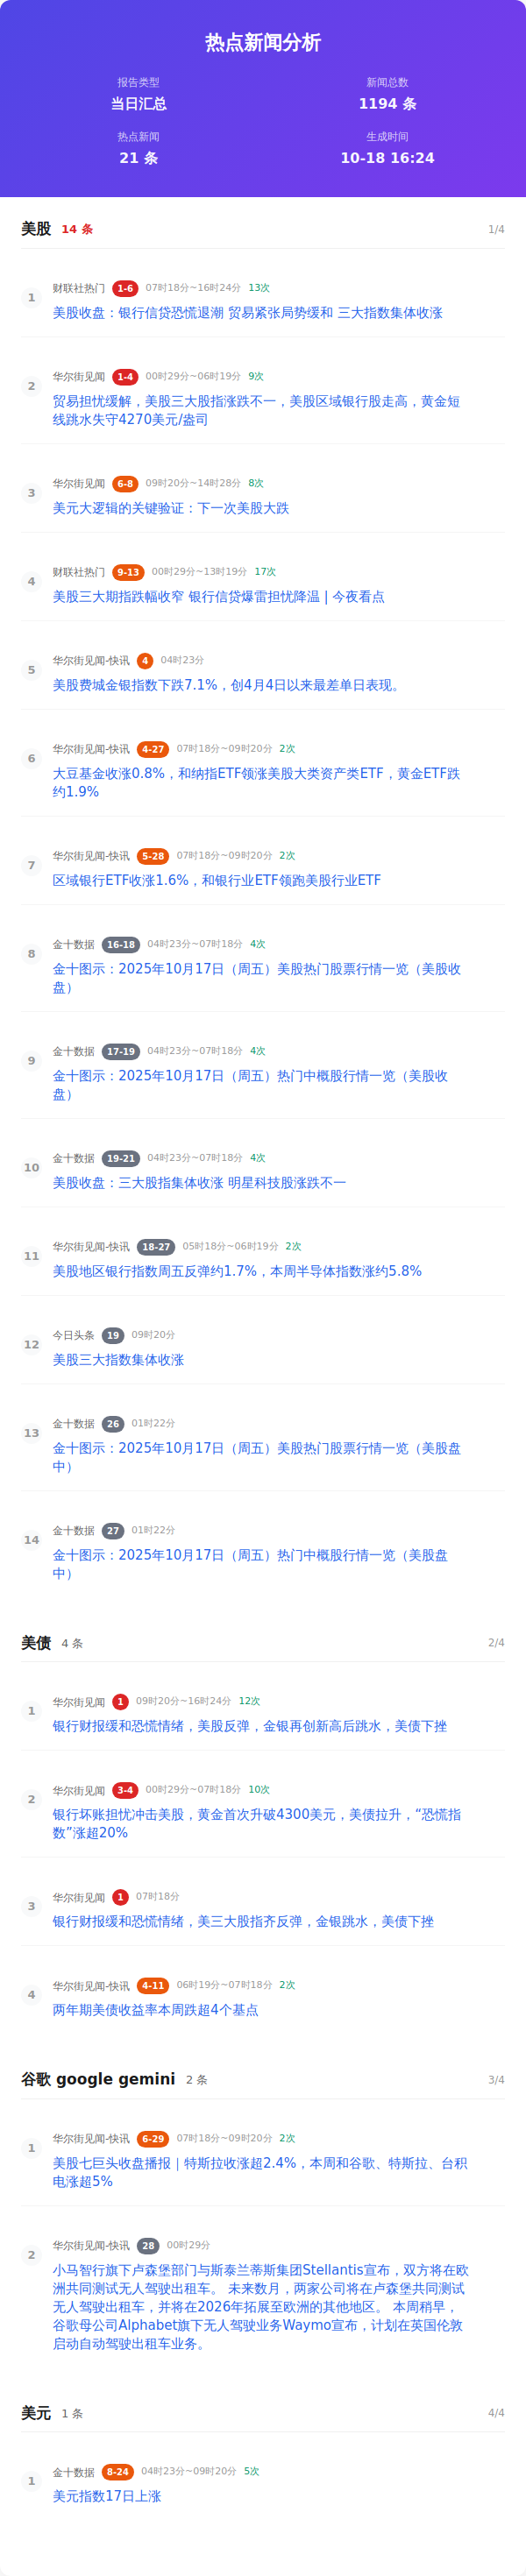 热点新闻分析
报告类型
新闻总数
当日汇总
1194 条
热点新闻
生成时间
21 条
10-18 16:24
美股 14 条 1/4
1
财联社热门 1-6 07时18分~16时24分 13次
美股收盘：银行信贷恐慌退潮 贸易紧张局势缓和 三大指数集体收涨
2
华尔街见闻 1-4 00时29分~06时19分 9次
贸易担忧缓解，美股三大股指涨跌不一，美股区域银行股走高，黄金短
线跳水失守4270美元/盎司
3
华尔街见闻 6-8 09时20分~14时28分 8次
美元大逻辑的关键验证：下一次美股大跌
4
财联社热门 9-13 00时29分~13时19分 17次
美股三大期指跌幅收窄 银行信贷爆雷担忧降温 | 今夜看点
5
华尔街见闻-快讯 4 04时23分
美股费城金银指数下跌7.1%，创4月4日以来最差单日表现。
6
华尔街见闻-快讯 4-27 07时18分~09时20分 2次
大豆基金收涨0.8%，和纳指ETF领涨美股大类资产类ETF，黄金ETF跌
约1.9%
7
华尔街见闻-快讯 5-28 07时18分~09时20分 2次
区域银行ETF收涨1.6%，和银行业ETF领跑美股行业ETF
8
金十数据 16-18 04时23分~07时18分 4次
金十图示：2025年10月17日（周五）美股热门股票行情一览（美股收
盘）
9
金十数据 17-19 04时23分~07时18分 4次
金十图示：2025年10月17日（周五）热门中概股行情一览（美股收
盘）
10
金十数据 19-21 04时23分~07时18分 4次
美股收盘：三大股指集体收涨 明星科技股涨跌不一
11
华尔街见闻-快讯 18-27 05时18分~06时19分 2次
美股地区银行指数周五反弹约1.7%，本周半导体指数涨约5.8%
12
今日头条 19 09时20分
美股三大指数集体收涨
13
金十数据 26 01时22分
金十图示：2025年10月17日（周五）美股热门股票行情一览（美股盘
中）
14
金十数据 27 01时22分
金十图示：2025年10月17日（周五）热门中概股行情一览（美股盘
中）
美债 4 条 2/4
1
华尔街见闻 1 09时20分~16时24分 12次
银行财报缓和恐慌情绪，美股反弹，金银再创新高后跳水，美债下挫
2
华尔街见闻 3-4 00时29分~07时18分 10次
银行坏账担忧冲击美股，黄金首次升破4300美元，美债拉升，“恐慌指
数”涨超20%
3
华尔街见闻 1 07时18分
银行财报缓和恐慌情绪，美三大股指齐反弹，金银跳水，美债下挫
4
华尔街见闻-快讯 4-11 06时19分~07时18分 2次
两年期美债收益率本周跌超4个基点
谷歌 google gemini 2 条 3/4
1
华尔街见闻-快讯 6-29 07时18分~09时20分 2次
美股七巨头收盘播报｜特斯拉收涨超2.4%，本周和谷歌、特斯拉、台积
电涨超5%
2
华尔街见闻-快讯 28 00时29分
小马智行旗下卢森堡部门与斯泰兰蒂斯集团Stellantis宣布，双方将在欧
洲共同测试无人驾驶出租车。 未来数月，两家公司将在卢森堡共同测试
无人驾驶出租车，并将在2026年拓展至欧洲的其他地区。 本周稍早，
谷歌母公司Alphabet旗下无人驾驶业务Waymo宣布，计划在英国伦敦
启动自动驾驶出租车业务。
美元 1 条 4/4
1
金十数据 8-24 04时23分~09时20分 5次
美元指数17日上涨